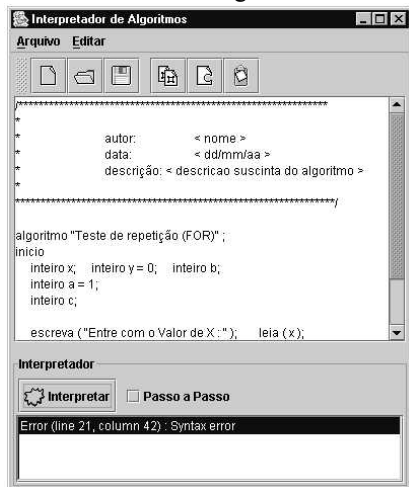 Interpretador de Algoritmos
Arquivo Editar
/******************************************************************************
*
* autor: < nome >
* data: < dd/mm/aa >
* descrição: < descricao suscinta do algoritmo >
*
******************************************************************************/
algoritmo "Teste de repetição (FOR)" ;
inicio
inteiro x; inteiro y = 0; inteiro b;
inteiro a = 1;
inteiro c;
escreva ("Entre com o Valor de X :" ); leia ( x );
Interpretador
Interpretar Passo a Passo
Error (line 21, column 42) : Syntax error